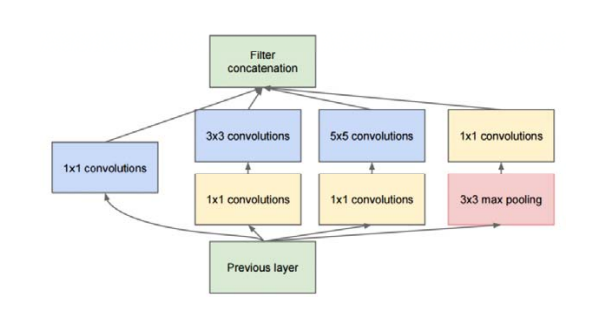 Filter
concatenation
3x3 convolutions
5x5 convolutions
1x1 convolutions
1x1 convolutions
1x1 convolutions
1x1 convolutions
3x3 max pooling
Previous layer